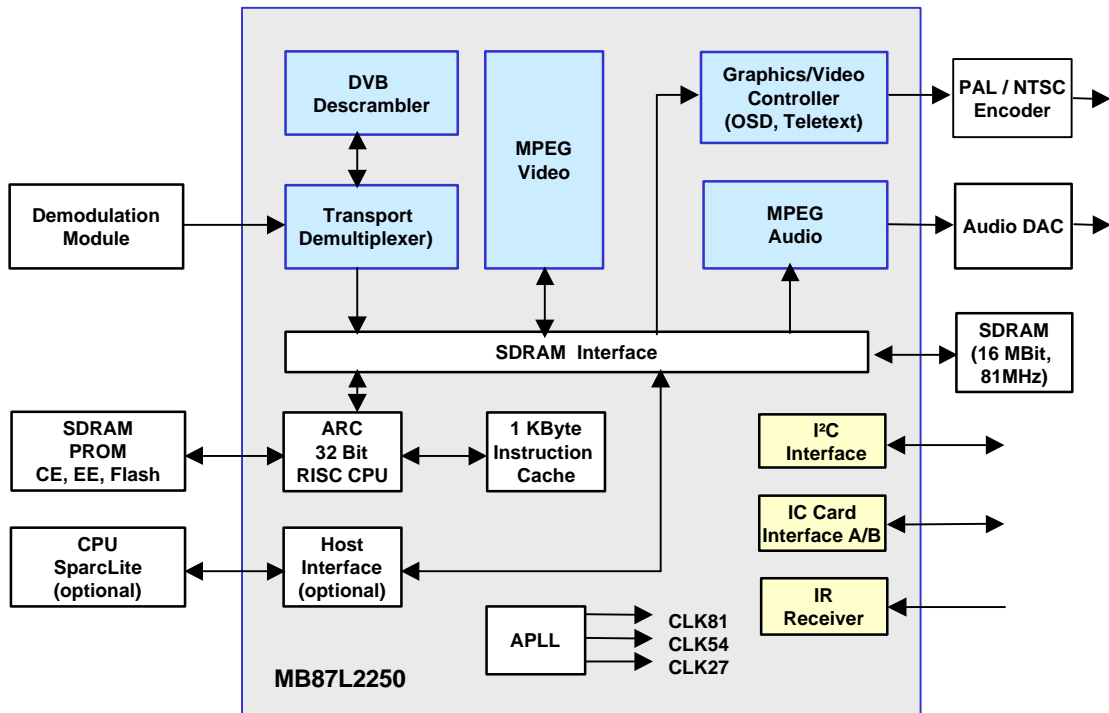 DVB
Descrambler
MPEG
Video
Graphics/Video
Controller
(OSD, Teletext)
PAL / NTSC
Encoder
Demodulation
Module
Transport
Demultiplexer)
MPEG
Audio
Audio DAC
SDRAM Interface
SDRAM
(16 MBit,
81MHz)
SDRAM
PROM
CE, EE, Flash
ARC
32 Bit
RISC CPU
1 KByte
Instruction
Cache
I²C
Interface
IC Card
Interface A/B
CPU
SparcLite
(optional)
Host
Interface
(optional)
IR
Receiver
APLL
CLK81
CLK54
CLK27
MB87L2250